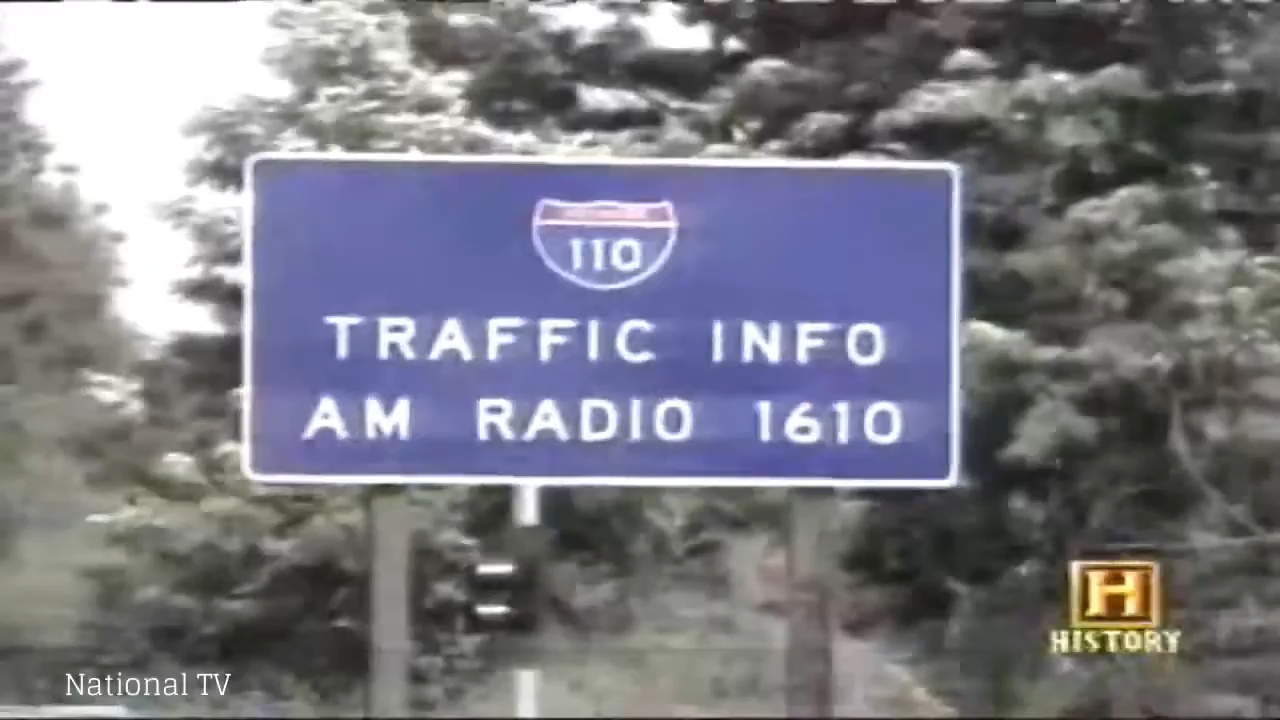 110
TRAFFIC INFO
AM RADIO 1610
H
HISTORY
National TV